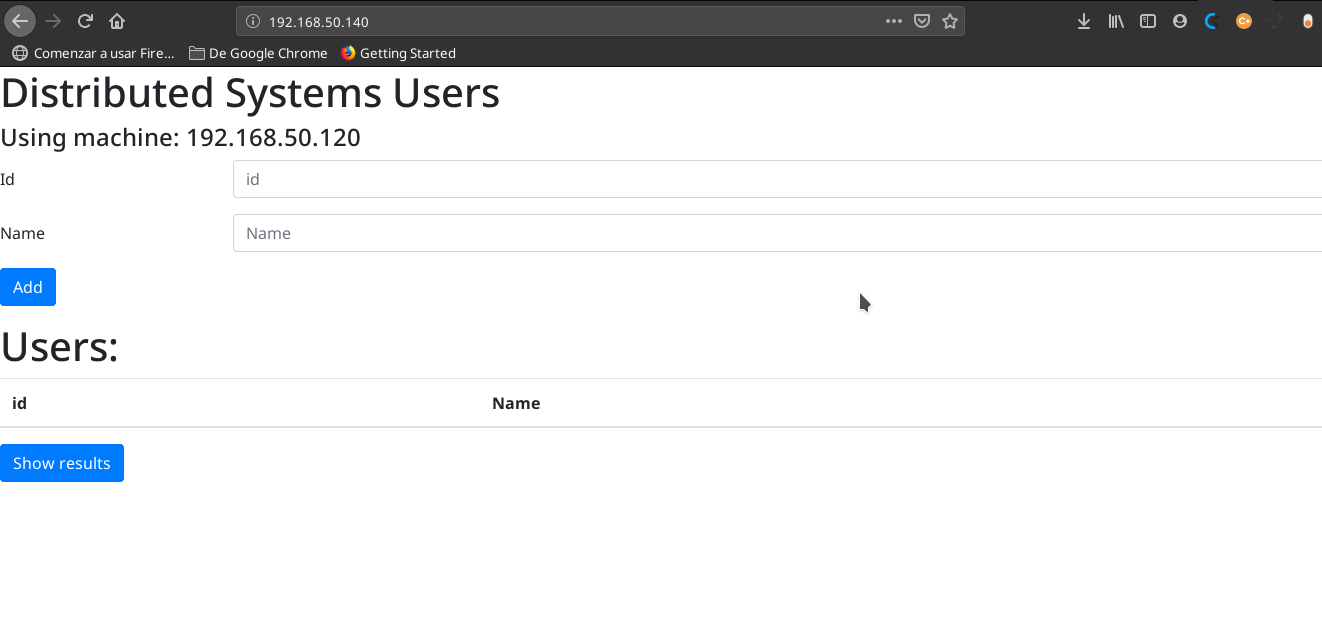 192.168.50.140
Comenzar a usar Fire... De Google Chrome Getting Started
Distributed Systems Users
Using machine: 192.168.50.120
Id id
Name Name
Add
Users:
id Name
Show results